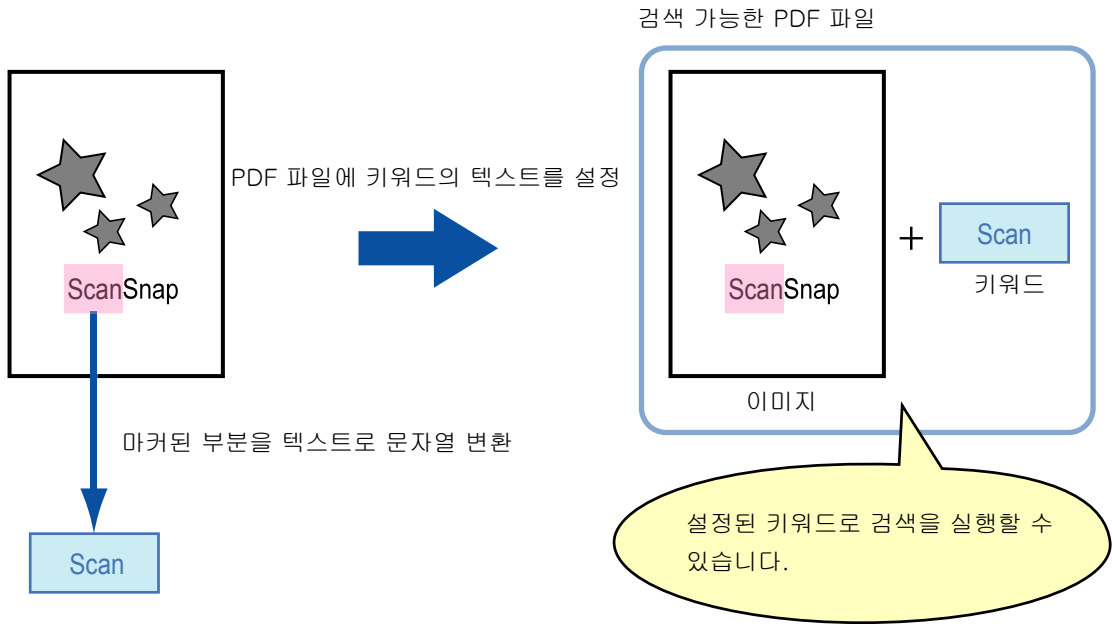 검색 가능한 PDF 파일
PDF 파일에 키워드의 텍스트를 설정
ScanSnap
마커된 부분을 텍스트로 문자열 변환
Scan
ScanSnap
이미지
+
Scan
키워드
설정된 키워드로 검색을 실행할 수
있습니다.